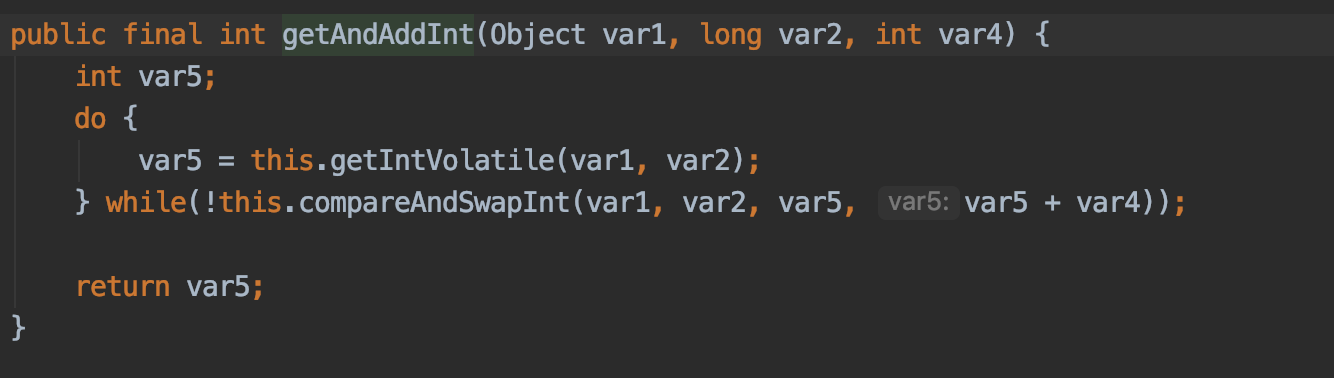 public final int getAndAddInt(Object var1, long var2, int var4) {
int var5;
do {
var5 = this.getIntVolatile(var1, var2);
} while(!this.compareAndSwapInt(var1, var2, var5, var5: var5 + var4));
return var5;
}